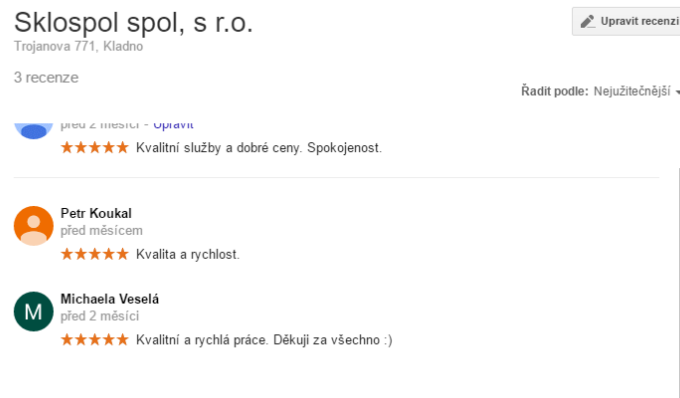 Sklospol spol, s r.o.
Upravit recenzi
Trojanova 771, Kladno
3 recenze
Řadit podle: Nejužitečnější
před 2 měsíci - Upravit
Kvalitní služby a dobré ceny. Spokojenost.
Petr Koukal
před měsícem
Kvalita a rychlost.
M
Michaela Veselá
před 2 měsíci
Kvalitní a rychlá práce. Děkuji za všechno :)